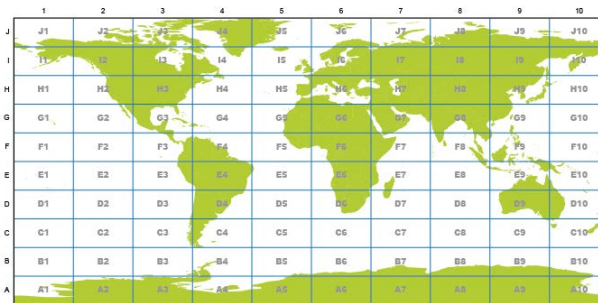 1 2 3 4 5 6 7 8 9 10
J J1 J2 J3 J4 J5 J6 J7 J8 J9 J10
I I1 I2 I3 I4 I5 I6 I7 I8 I9 I10
H H1 H2 H3 H4 H5 H6 H7 H8 H9 H10
G G1 G2 G3 G4 G5 G6 G7 G8 G9 G10
F F1 F2 F3 F4 F5 F6 F7 F8 F9 F10
E E1 E2 E3 E4 E5 E6 E7 E8 E9 E10
D D1 D2 D3 D4 D5 D6 D7 D8 D9 D10
C C1 C2 C3 C4 C5 C6 C7 C8 C9 C10
B B1 B2 B3 B4 B5 B6 B7 B8 B9 B10
A A1 A2 A3 A4 A5 A6 A7 A8 A9 A10